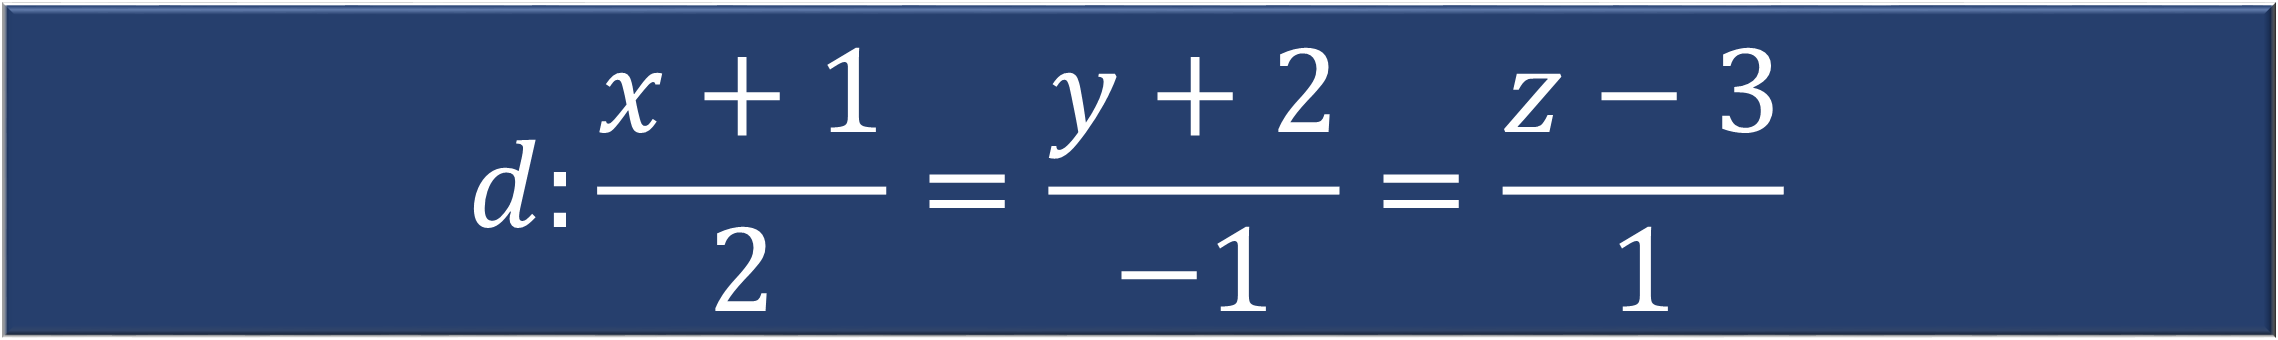 d: (x + 1)/2 = (y + 2)/−1 = (z − 3)/1